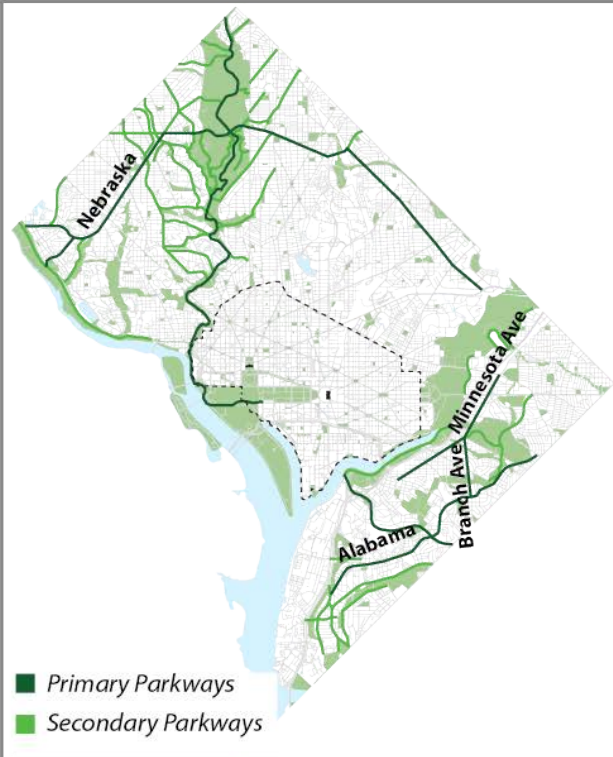 Nebraska
Minnesota Ave
Branch Ave
Alabama
Primary Parkways
Secondary Parkways